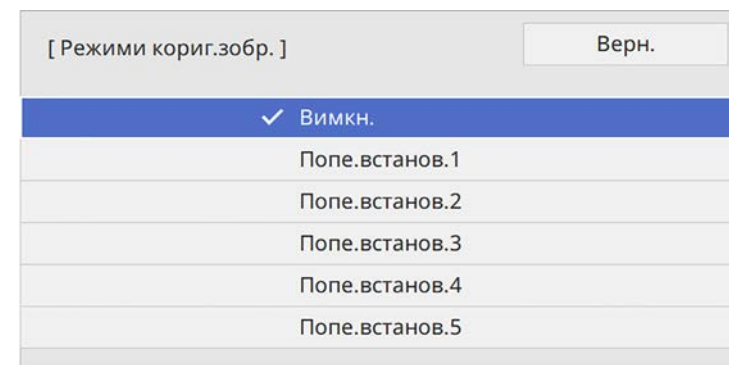 [ Режими кориг.зобр. ]
Верн.
✓ Вимкн.
Попе.встанов.1
Попе.встанов.2
Попе.встанов.3
Попе.встанов.4
Попе.встанов.5